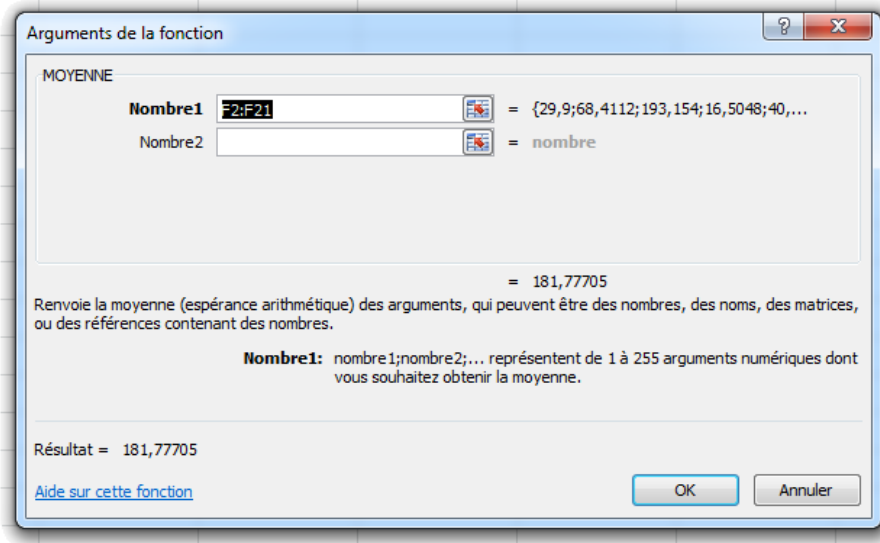 Arguments de la fonction
MOYENNE
Nombre1 F2:F21 = {29,9;68,4112;193,154;16,5048;40,...
Nombre2 = nombre
= 181,77705
Renvoie la moyenne (espérance arithmétique) des arguments, qui peuvent être des nombres, des noms, des matrices,
ou des références contenant des nombres.
Nombre1: nombre1;nombre2;... représentent de 1 à 255 arguments numériques dont
vous souhaitez obtenir la moyenne.
Résultat = 181,77705
Aide sur cette fonction OK Annuler